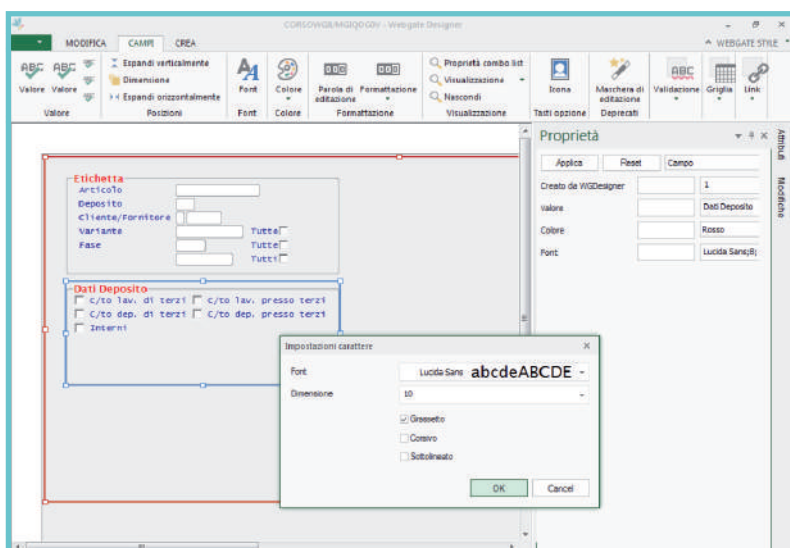 CORSOWG8/MGIQOG0V - Webgate Designer
MODIFICA CAMPI CREA
WEBGATE STYLE
ABC ABC
Valore Valore
Espandi verticalmente
Dimensione
Espandi orizzontalmente
Font
Colore
Parola di editazione
Formattazione
Proprietà combo list
Visualizzazione
Nascondi
Icona
Maschera di editazione
ABC
Validazione
Griglia
Link
Valore Posizioni Font Colore Formattazione Visualizzazione Tasti opzione Deprecati
Proprietà
Attributi
Modifiche
Applica Reset Campo
Creato da WGDesigner 1
Valore Dati Deposito
Colore Rosso
Font Lucida Sans;8;
Etichetta
Articolo
Deposito
Cliente/Fornitore
Variante Tutte
Fase Tutte
Tutti
Dati Deposito
C/to lav. di terzi C/to lav. presso terzi
C/to dep. di terzi C/to dep. presso terzi
Interni
Impostazioni carattere
Font Lucida Sans abcdeABCDE
Dimensione 10
Grassetto
Corsivo
Sottolineato
OK Cancel